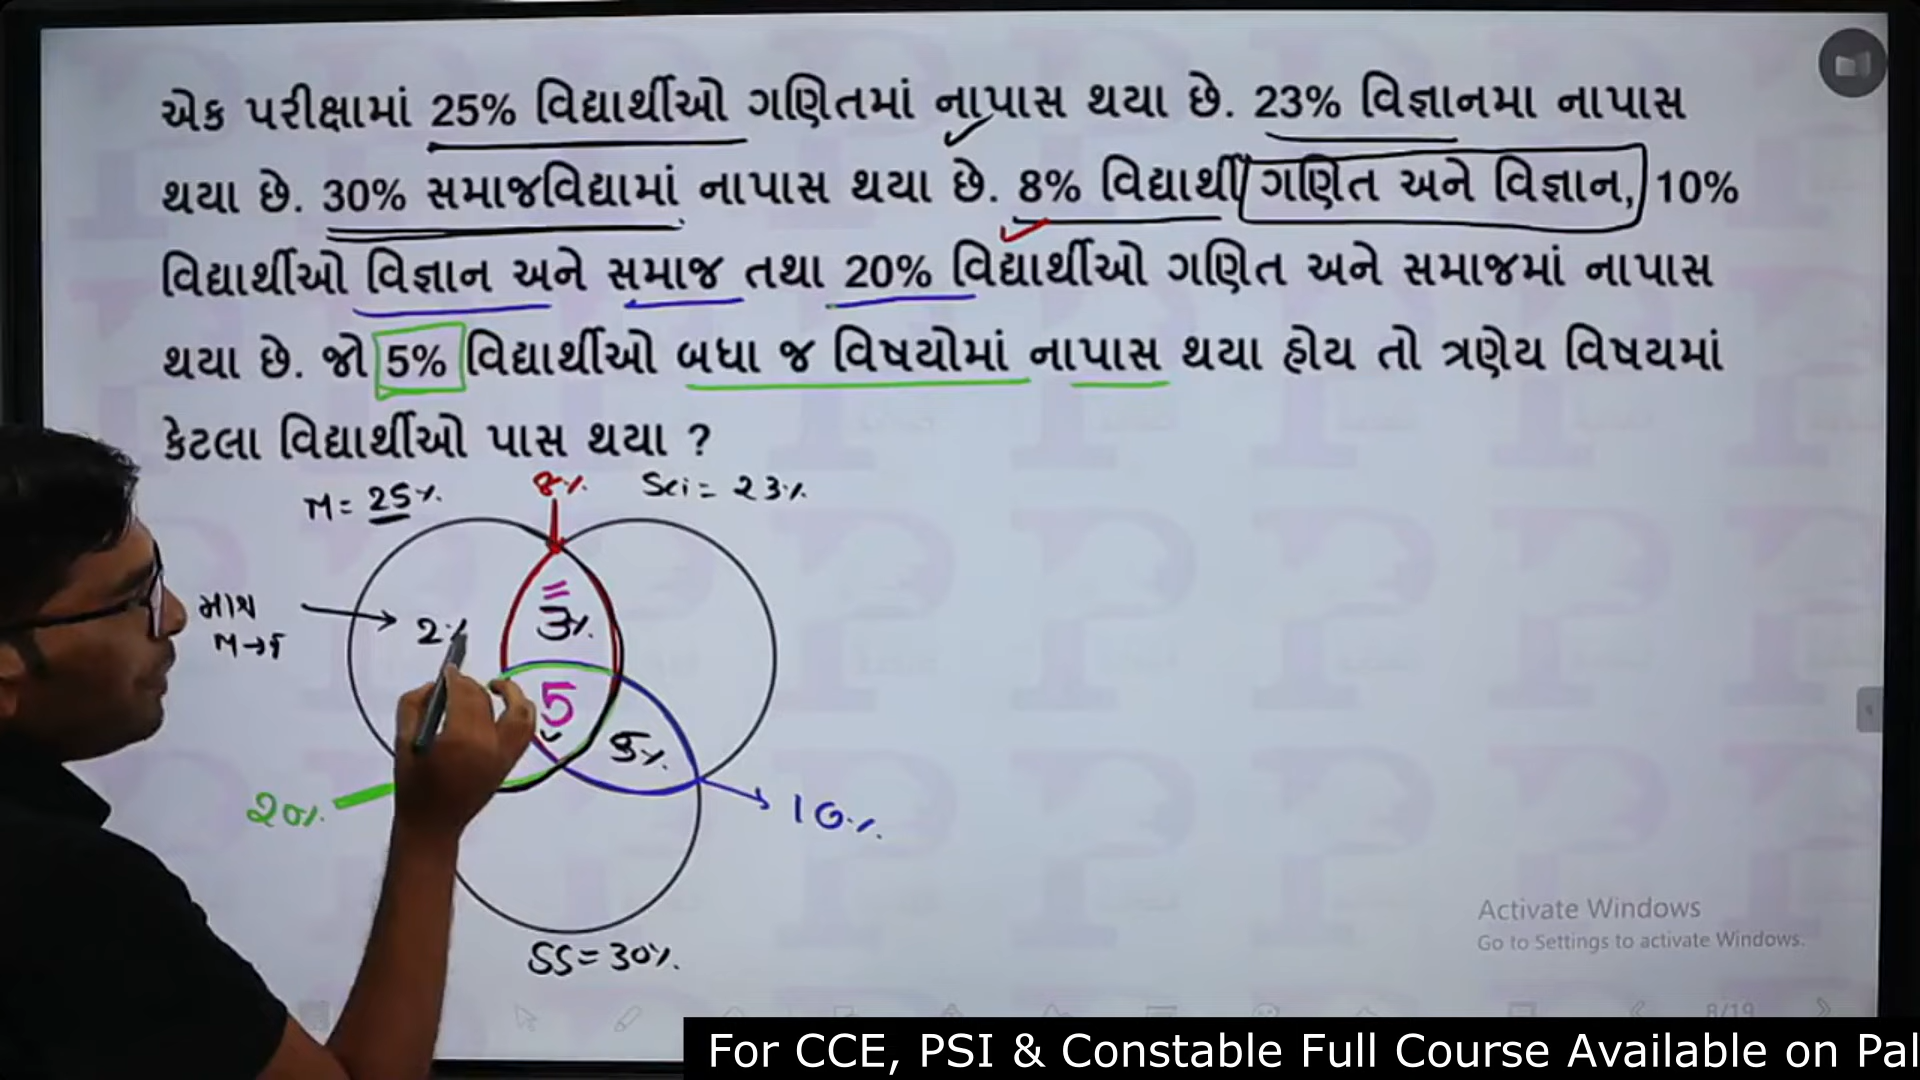 એક પરીક્ષામાં 25% વિદ્યાર્થીઓ ગણિતમાં નાપાસ થયા છે. 23% વિજ્ઞાનમા નાપાસ
થયા છે. 30% સમાજવિદ્યામાં નાપાસ થયા છે. 8% વિદ્યાર્થી ગણિત અને વિજ્ઞાન, 10%
વિદ્યાર્થીઓ વિજ્ઞાન અને સમાજ તથા 20% વિદ્યાર્થીઓ ગણિત અને સમાજમાં નાપાસ
થયા છે. જો 5% વિદ્યાર્થીઓ બધા જ વિષયોમાં નાપાસ થયા હોય તો ત્રણેય વિષયમાં
કેટલા વિદ્યાર્થીઓ પાસ થયા ?
M = 25%
8%
Sci = 23%
3%
માત્ર
2%
5
5%
20%
10%
SS = 30%
Activate Windows
Go to Settings to activate Windows.
8/19
For CCE, PSI & Constable Full Course Available on Pal